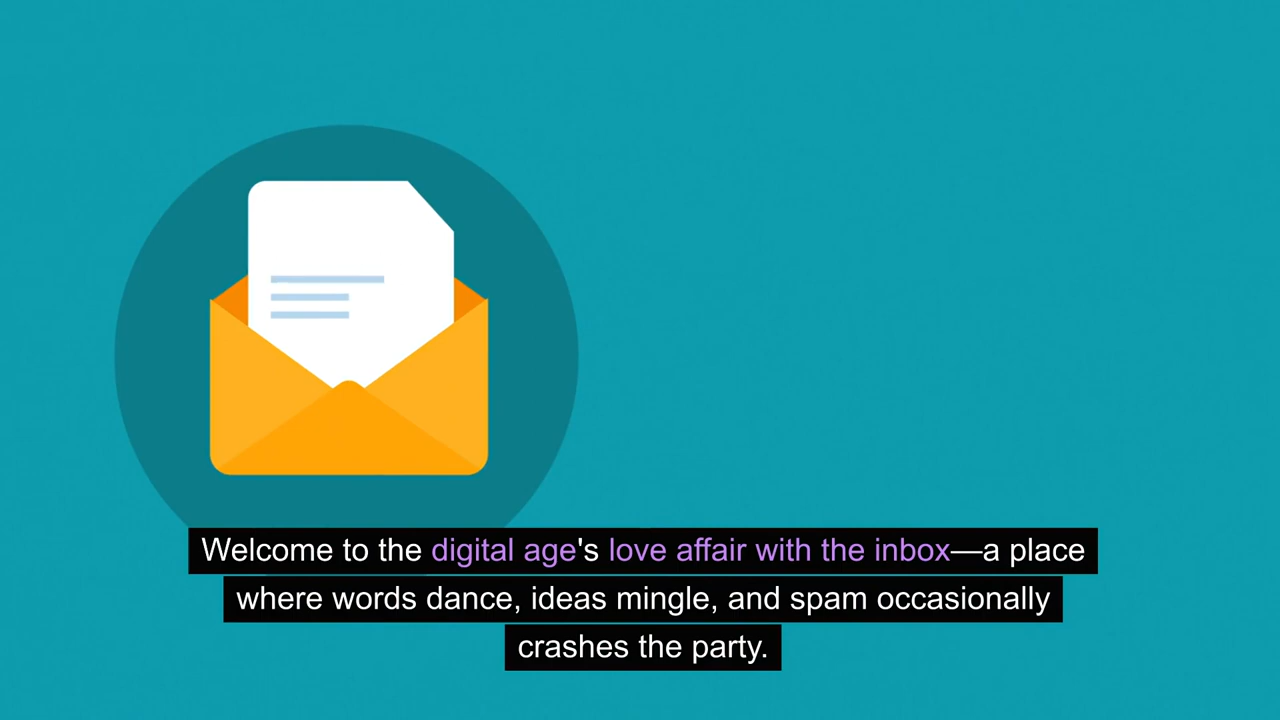 Welcome to the digital age's love affair with the inbox—a place
where words dance, ideas mingle, and spam occasionally
crashes the party.